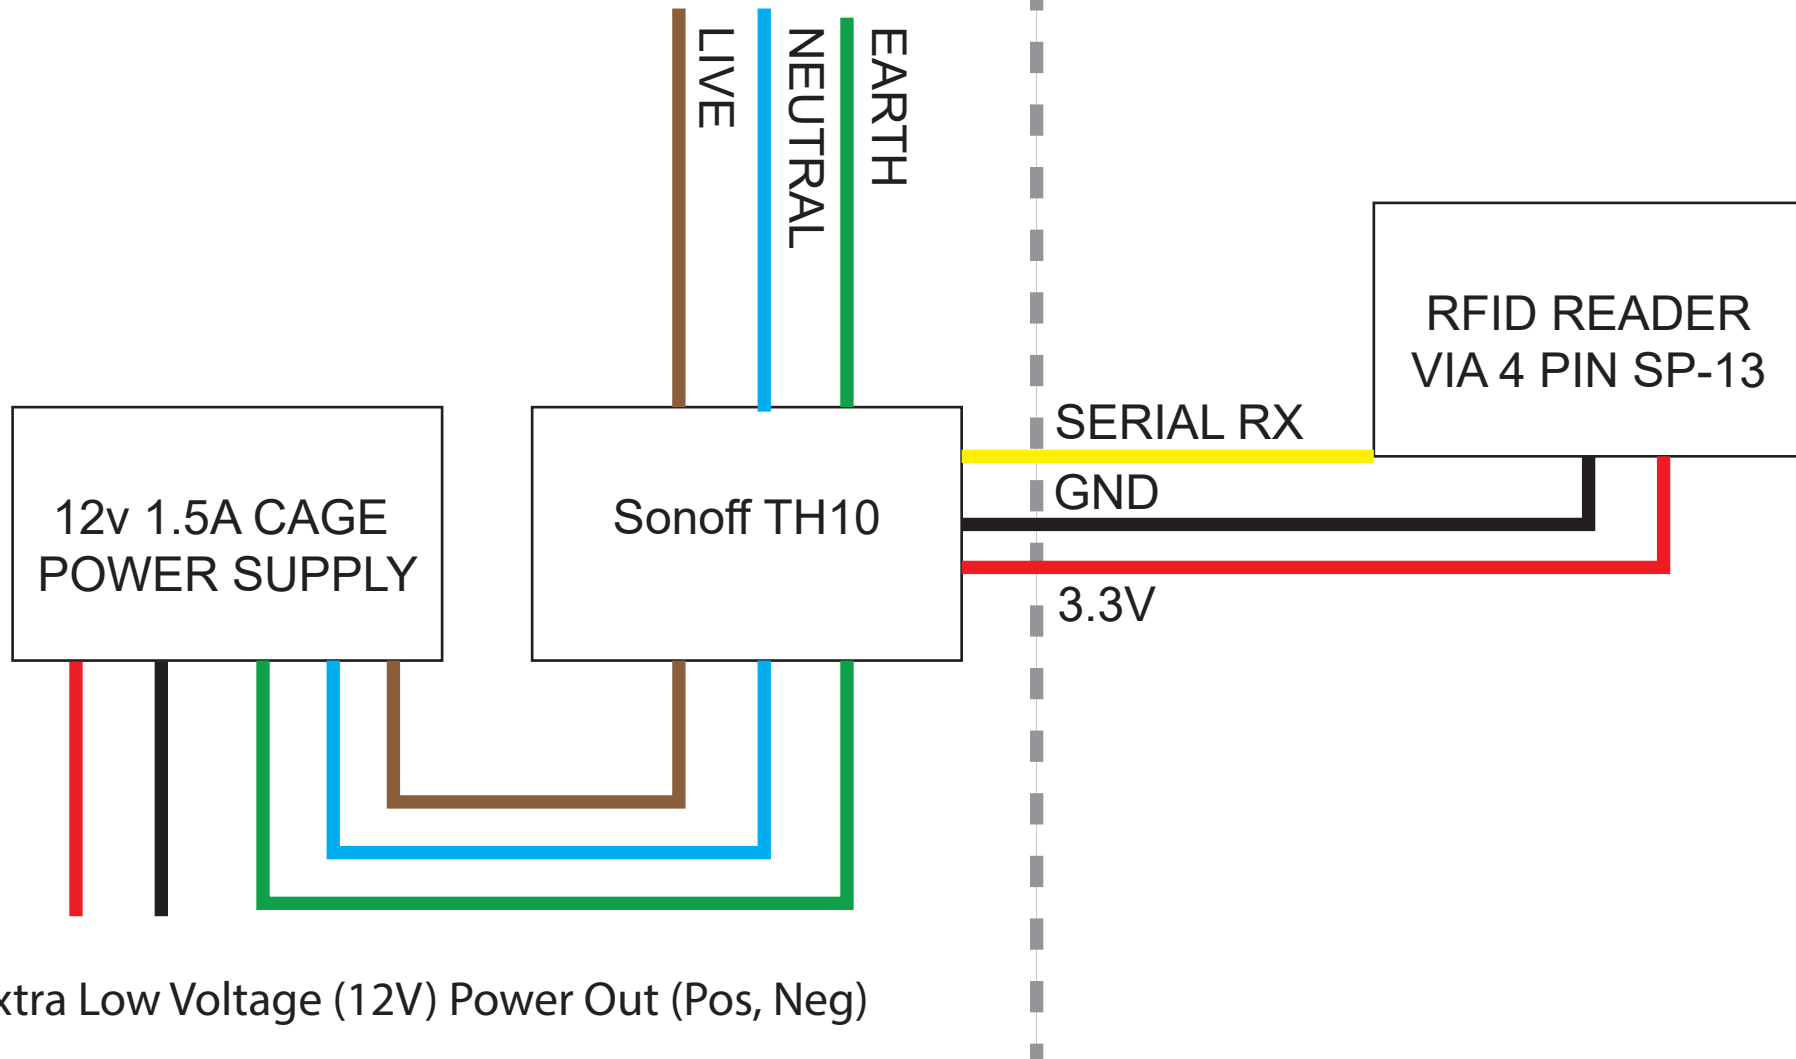 LIVE
NEUTRAL
EARTH
RFID READER
VIA 4 PIN SP-13
SERIAL RX
GND
3.3V
12v 1.5A CAGE
POWER SUPPLY
Sonoff TH10
xtra Low Voltage (12V) Power Out (Pos, Neg)